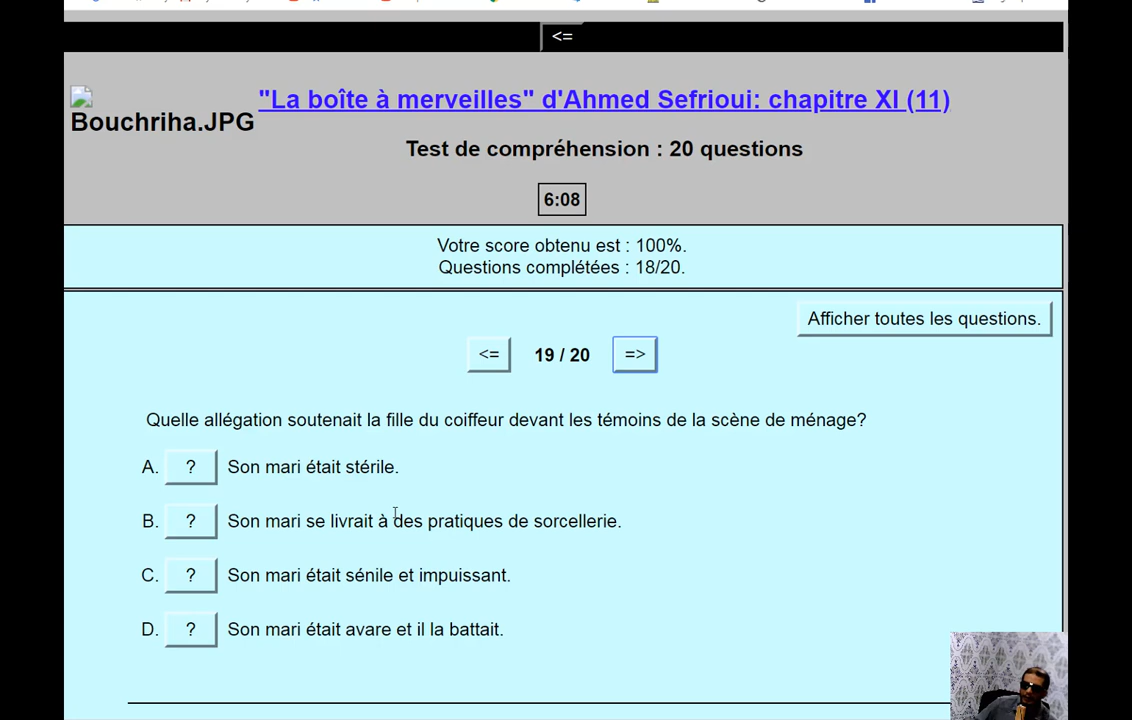 <=
Bouchriha.JPG
"La boîte à merveilles" d'Ahmed Sefrioui: chapitre XI (11)
Test de compréhension : 20 questions
6:08
Votre score obtenu est : 100%.
Questions complétées : 18/20.
Afficher toutes les questions.
<= 19 / 20 =>
Quelle allégation soutenait la fille du coiffeur devant les témoins de la scène de ménage?
A. ? Son mari était stérile.
B. ? Son mari se livrait à des pratiques de sorcellerie.
C. ? Son mari était sénile et impuissant.
D. ? Son mari était avare et il la battait.